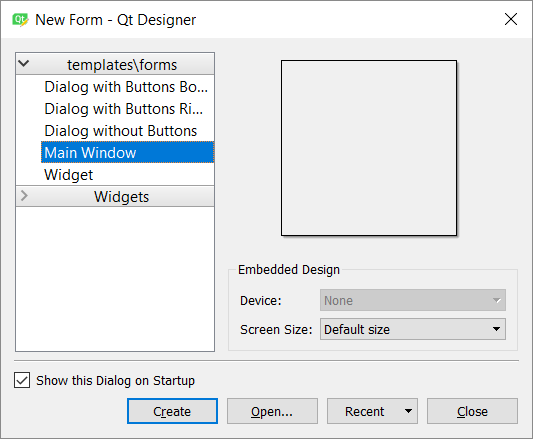 Qt New Form - Qt Designer
templates\forms
Dialog with Buttons Bo...
Dialog with Buttons Ri...
Dialog without Buttons
Main Window
Widget
Widgets
Embedded Design
Device: None
Screen Size: Default size
Show this Dialog on Startup
Create Open... Recent Close